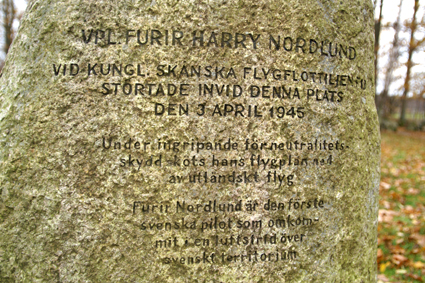 VPL. FURIR HARRY NORDLUND
VID KUNGL. SKÅNSKA FLYGFLOTTILJEN
STÖRTADE INVID DENNA PLATS
DEN 3 APRIL 1945
Under ingripande för neutralitets-
skydd sköts hans flygplan ned
av utländskt flyg
Furir Nordlund är den förste
svenska pilot som omkom-
mit i en luftstrid över
svenskt territorium